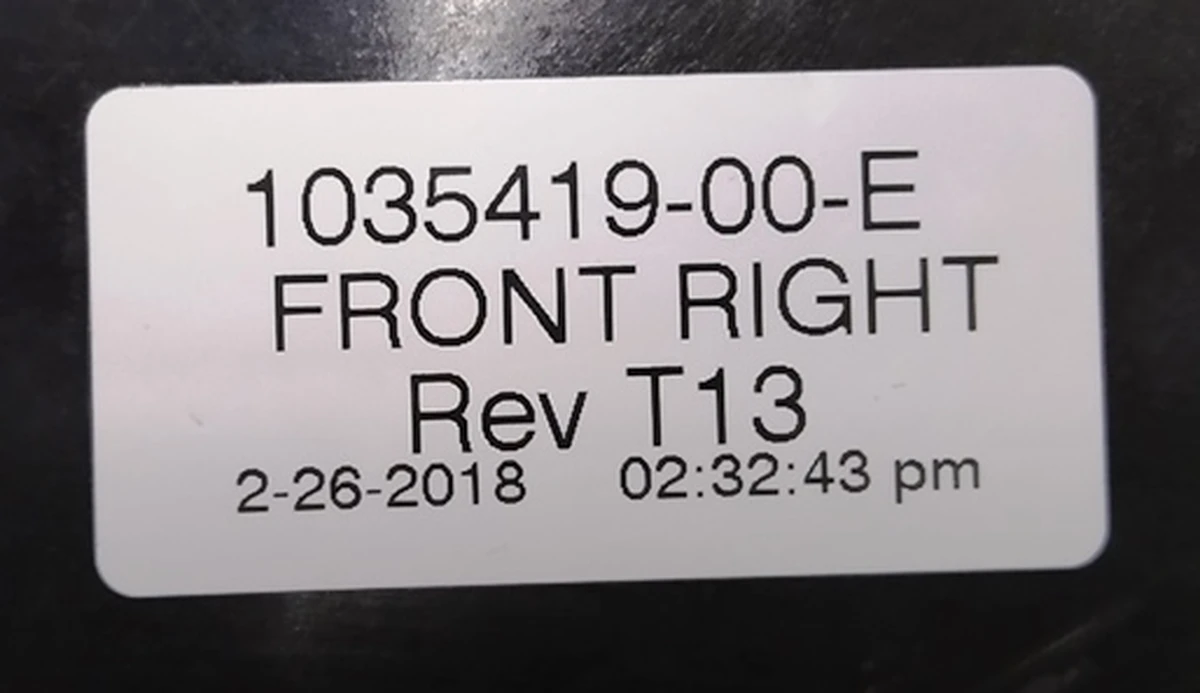 1035419-00-E
FRONT RIGHT
Rev T13
2-26-2018 02:32:43 pm